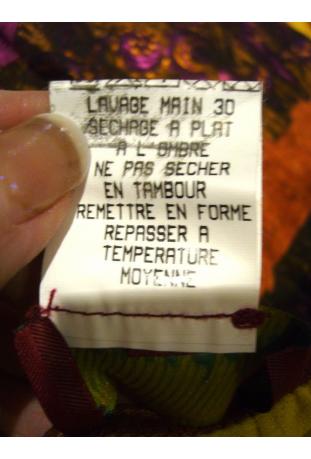 LAVAGE MAIN 30
SECHAGE A PLAT
A L'OMBRE
NE PAS SECHER
EN TAMBOUR
REMETTRE EN FORME
REPASSER A
TEMPERATURE
MOYENNE